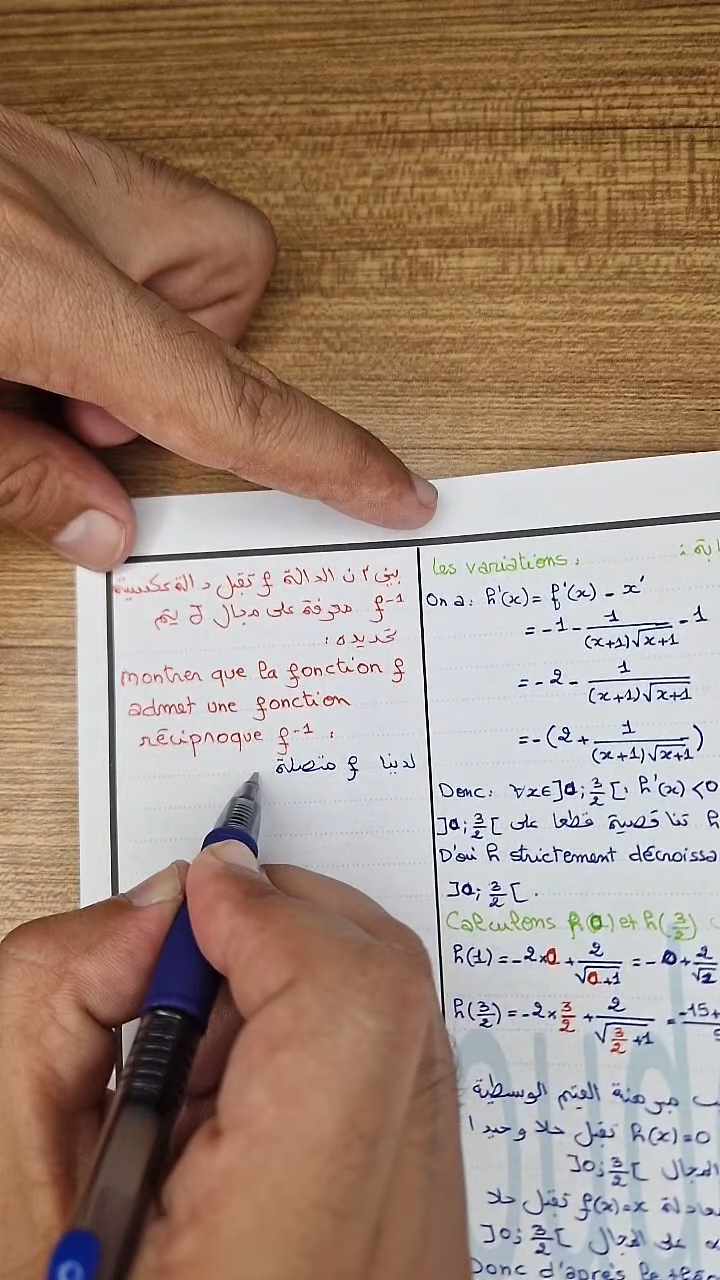 بين أن الدالة f تقبل دالة عكسية
f⁻¹ معرفة على مجال J يتم
تحديده :
montrer que la fonction f
admet une fonction
réciproque f⁻¹ :
لدينا f متصلة
les variations :
On a : h'(x) = f'(x) - x'
= -1 - 1/((x+1)√(x+1)) - 1
= -2 - 1/((x+1)√(x+1))
= -(2 + 1/((x+1)√(x+1)))
Donc : ∀x∈]0; 3/2[ ; h'(x) <0
h تناقصية قطعا على ]0; 3/2[
D'où h strictement décroissa
]0; 3/2[ .
Calculons h(0) et h(3/2)
h(1) = -2×0 + 2/√(0+1) = -0 + 2/√1
h(3/2) = -2× 3/2 + 2/√(3/2 +1) = -15+
مبرهنة القيم الوسطية
h(x)=0 تقبل حلا وحيدا
المجال ]0; 3/2[
f(x)=x تقبل حلا
على المجال ]0; 3/2[
Donc d'après le